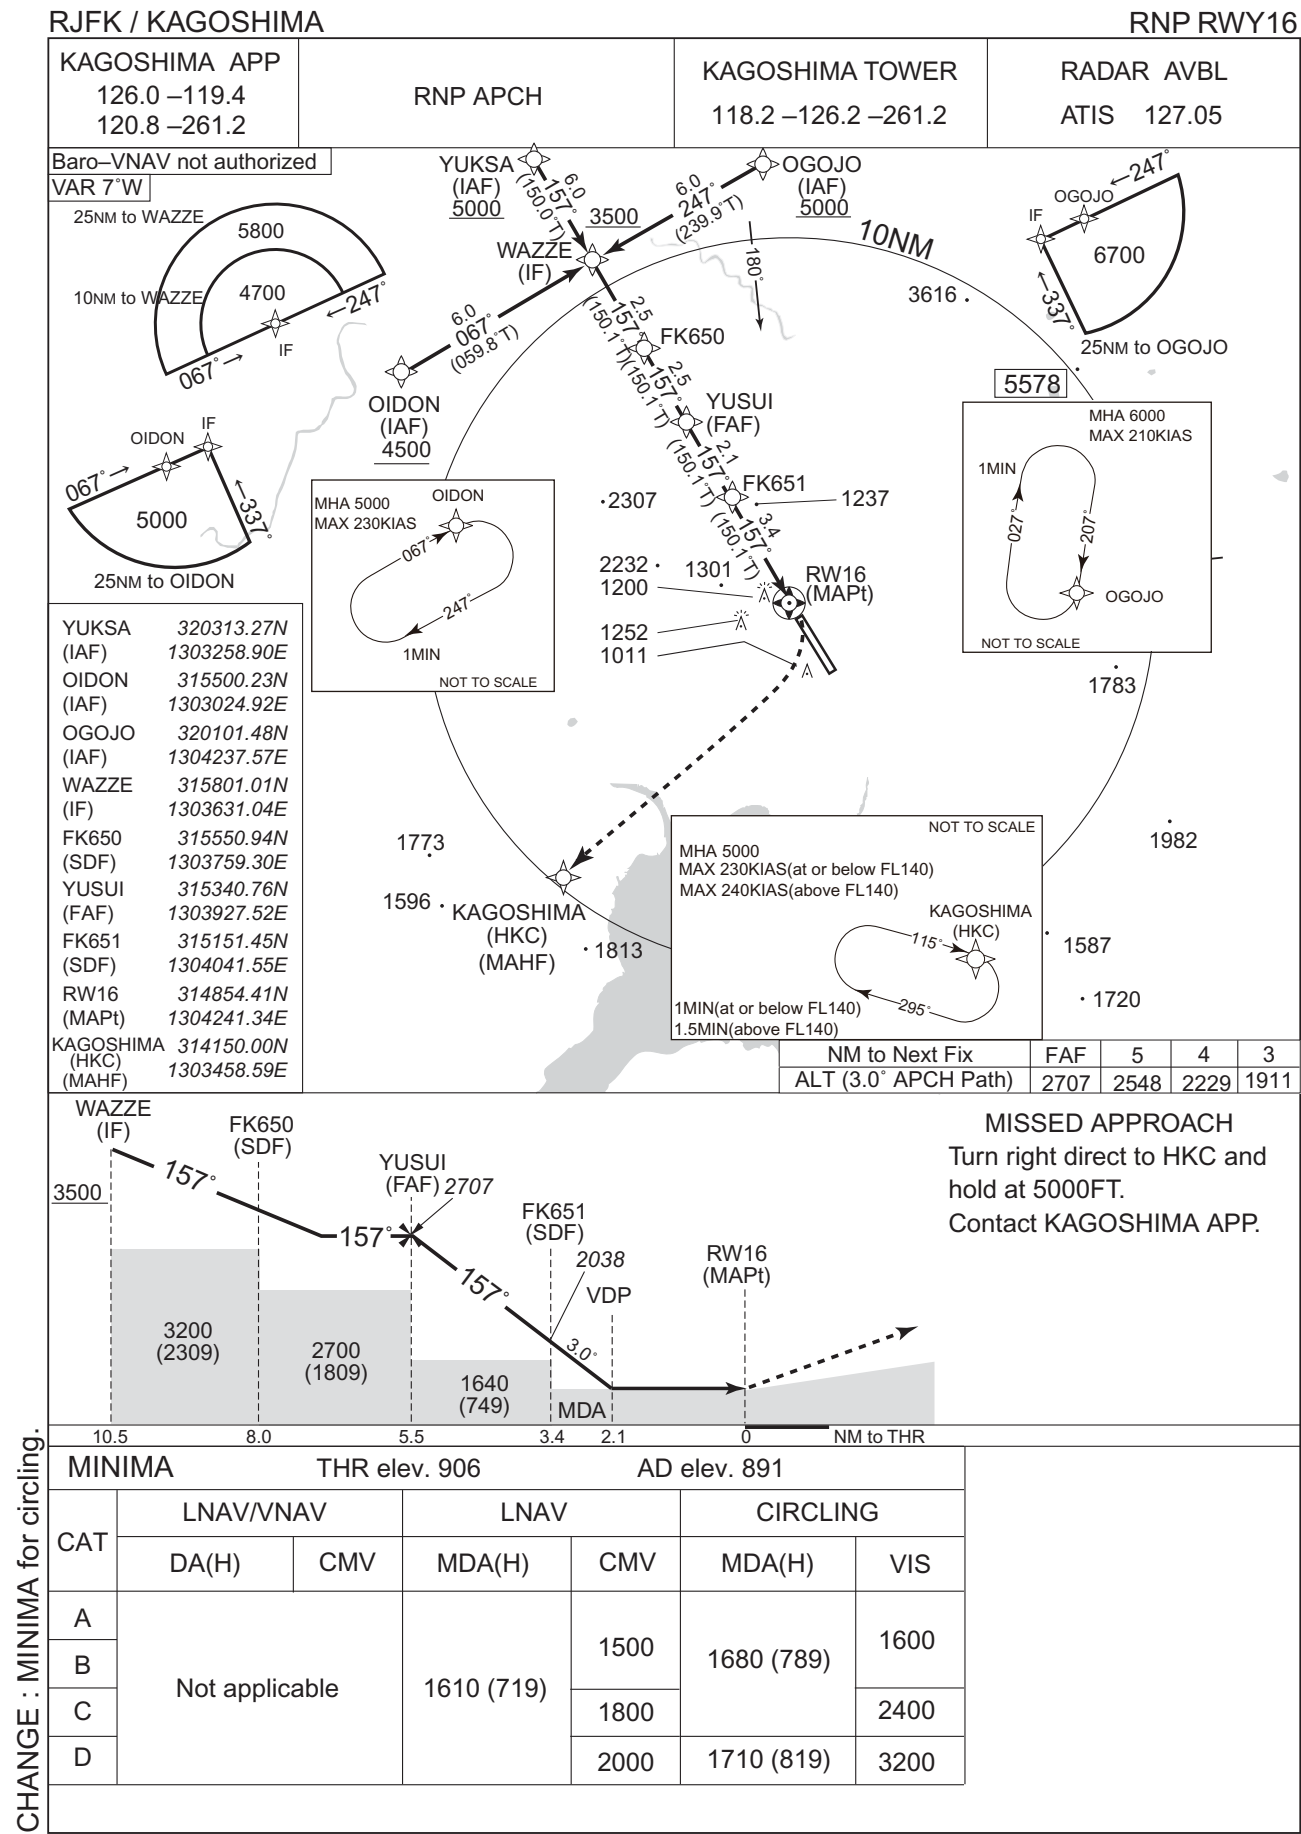 RJFK / KAGOSHIMA
RNP RWY16
KAGOSHIMA APP
126.0 –119.4
120.8 –261.2
RNP APCH
KAGOSHIMA TOWER
118.2 –126.2 –261.2
RADAR AVBL
ATIS 127.05
Baro–VNAV not authorized
VAR 7˚W
25NM to WAZZE
5800
10NM to WAZZE
4700
←247˚
IF
067˚→
YUKSA
(IAF)
5000
6.0
157˚
(150.0˚T)
OGOJO
(IAF)
5000
6.0
247˚
(239.9˚T)
3500
WAZZE
(IF)
180˚
10NM
3616
←247˚
OGOJO
IF
6700
←337˚
25NM to OGOJO
6.0
067˚
(059.8˚T)
OIDON
(IAF)
4500
2.5
157˚
(150.1˚T)
FK650
2.5
157˚
(150.1˚T)
YUSUI
(FAF)
2.1
157˚
(150.1˚T)
FK651
3.4
157˚
(150.1˚T)
RW16
(MAPt)
5578
MHA 6000
MAX 210KIAS
1MIN
027˚
207˚
OGOJO
NOT TO SCALE
OIDON
IF
067˚→
5000
←337˚
25NM to OIDON
MHA 5000
MAX 230KIAS
OIDON
067˚
247˚
1MIN
NOT TO SCALE
2307
1237
2232
1301
1200
1252
1011
1783
YUKSA 320313.27N
(IAF) 1303258.90E
OIDON 315500.23N
(IAF) 1303024.92E
OGOJO 320101.48N
(IAF) 1304237.57E
WAZZE 315801.01N
(IF) 1303631.04E
FK650 315550.94N
(SDF) 1303759.30E
YUSUI 315340.76N
(FAF) 1303927.52E
FK651 315151.45N
(SDF) 1304041.55E
RW16 314854.41N
(MAPt) 1304241.34E
KAGOSHIMA 314150.00N
(HKC) 1303458.59E
(MAHF)
1773
1596
KAGOSHIMA
(HKC)
(MAHF)
1813
1982
1587
1720
NOT TO SCALE
MHA 5000
MAX 230KIAS(at or below FL140)
MAX 240KIAS(above FL140)
KAGOSHIMA
(HKC)
115˚
295˚
1MIN(at or below FL140)
1.5MIN(above FL140)
NM to Next Fix FAF 5 4 3
ALT (3.0˚ APCH Path) 2707 2548 2229 1911
WAZZE
(IF)
FK650
(SDF)
YUSUI
(FAF) 2707
FK651
(SDF)
2038
VDP
RW16
(MAPt)
3500
157˚
157˚
157˚
3.0˚
3200
(2309)
2700
(1809)
1640
(749)
MDA
10.5 8.0 5.5 3.4 2.1 0 NM to THR
MISSED APPROACH
Turn right direct to HKC and
hold at 5000FT.
Contact KAGOSHIMA APP.
MINIMA THR elev. 906 AD elev. 891
CAT LNAV/VNAV LNAV CIRCLING
DA(H) CMV MDA(H) CMV MDA(H) VIS
A
B
C
D
Not applicable
1610 (719)
1500
1800
2000
1680 (789)
1710 (819)
1600
2400
3200
CHANGE : MINIMA for circling.